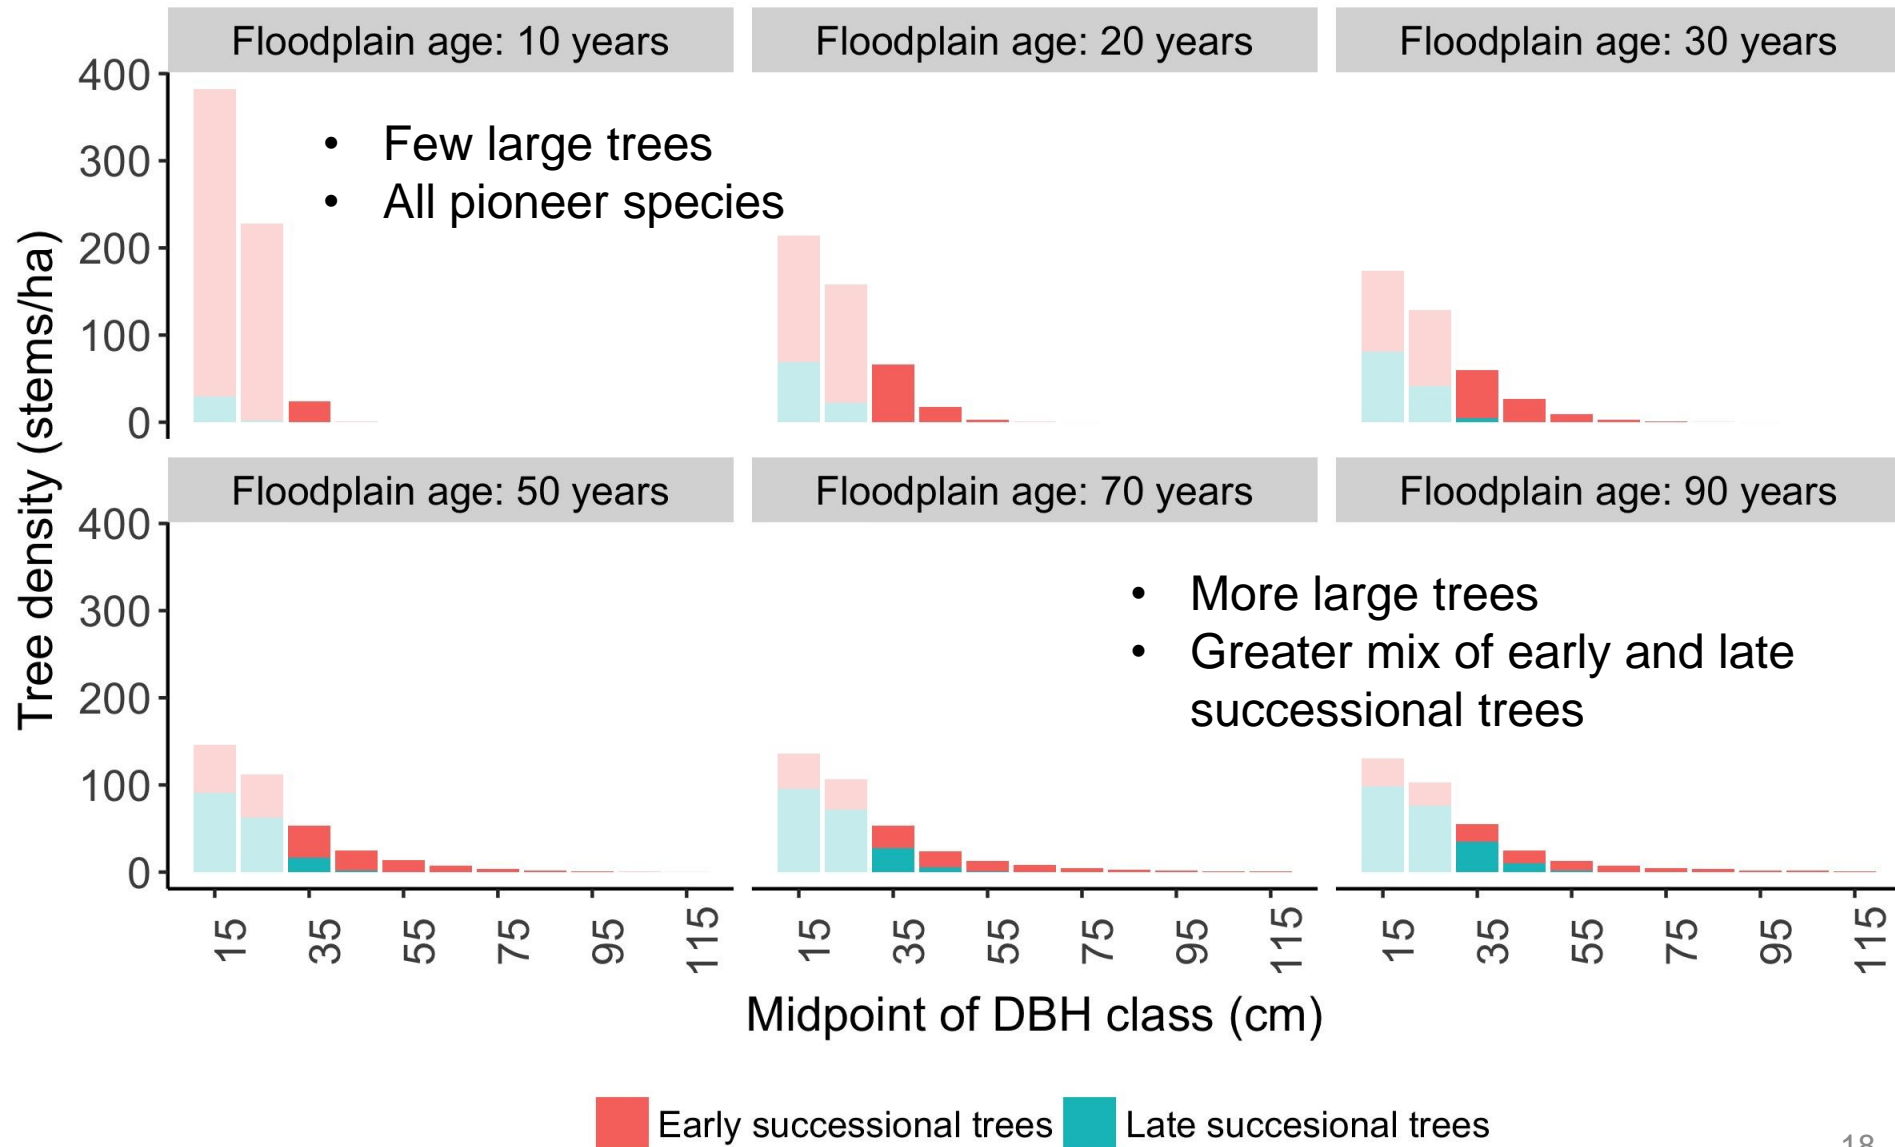 Floodplain age: 10 years
Floodplain age: 20 years
Floodplain age: 30 years
Tree density (stems/ha)
400
300
200
100
0
• Few large trees
• All pioneer species
Floodplain age: 50 years
Floodplain age: 70 years
Floodplain age: 90 years
400
300
200
100
0
• More large trees
• Greater mix of early and late
successional trees
15 35 55 75 95 115
15 35 55 75 95 115
15 35 55 75 95 115
Midpoint of DBH class (cm)
Early successional trees
Late succesional trees
18